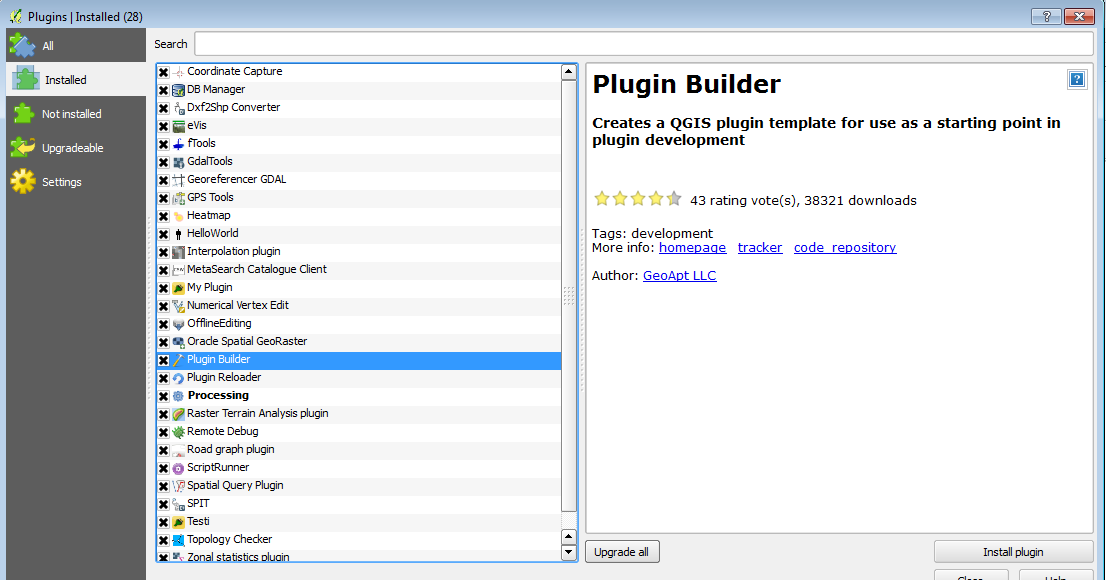 Plugins | Installed (28)
?
All
Installed
Not installed
Upgradeable
Settings
Search
Coordinate Capture
DB Manager
Dxf2Shp Converter
eVis
fTools
GdalTools
Georeferencer GDAL
GPS Tools
Heatmap
HelloWorld
Interpolation plugin
MetaSearch Catalogue Client
My Plugin
Numerical Vertex Edit
OfflineEditing
Oracle Spatial GeoRaster
Plugin Builder
Plugin Reloader
Processing
Raster Terrain Analysis plugin
Remote Debug
Road graph plugin
ScriptRunner
Spatial Query Plugin
SPIT
Testi
Topology Checker
Zonal statistics plugin
Plugin Builder
?
Creates a QGIS plugin template for use as a starting point in
plugin development
43 rating vote(s), 38321 downloads
Tags: development
More info: homepage tracker code_repository
Author: GeoApt LLC
Upgrade all
Install plugin
Close
Help